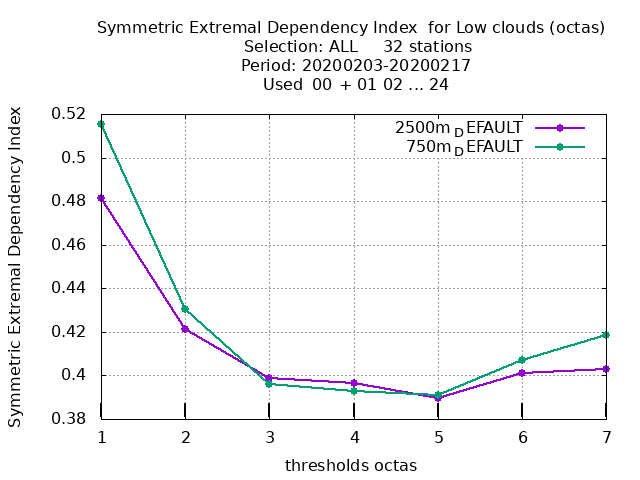 Symmetric Extremal Dependency Index  for Low clouds (octas)
Selection: ALL     32 stations
Period: 20200203-20200217
Used  00 + 01 02 ... 24
Symmetric Extremal Dependency Index
0.52
0.5
0.48
0.46
0.44
0.42
0.4
0.38
2500m_DEFAULT
750m_DEFAULT
1 2 3 4 5 6 7
thresholds octas